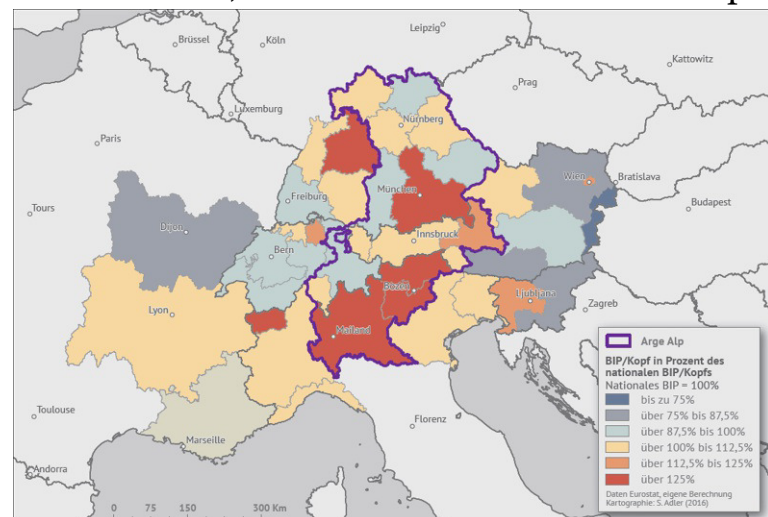 Leipzig
Brüssel
Köln
Kattowitz
Prag
Luxemburg
Nürnberg
Paris
Wien
Bratislava
München
Tours
Freiburg
Budapest
Dijon
Innsbruck
Bern
Bozen
Ljubljana
Zagreb
Lyon
Mailand
Toulouse
Florenz
Marseille
Andorra
Arge Alp
BIP/Kopf in Prozent des
nationalen BIP/Kopfs
Nationales BIP = 100%
bis zu 75%
über 75% bis 87,5%
über 87,5% bis 100%
über 100% bis 112,5%
über 112,5% bis 125%
über 125%
Daten Eurostat, eigene Berechnung
Kartographie: S. Adler (2016)
0 75 150 300 Km